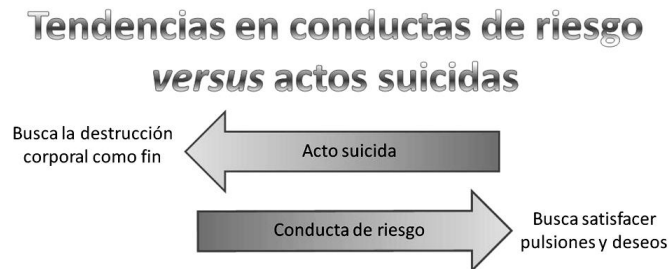 Tendencias en conductas de riesgo
versus actos suicidas
Busca la destrucción
corporal como fin
Acto suicida
Conducta de riesgo
Busca satisfacer
pulsiones y deseos